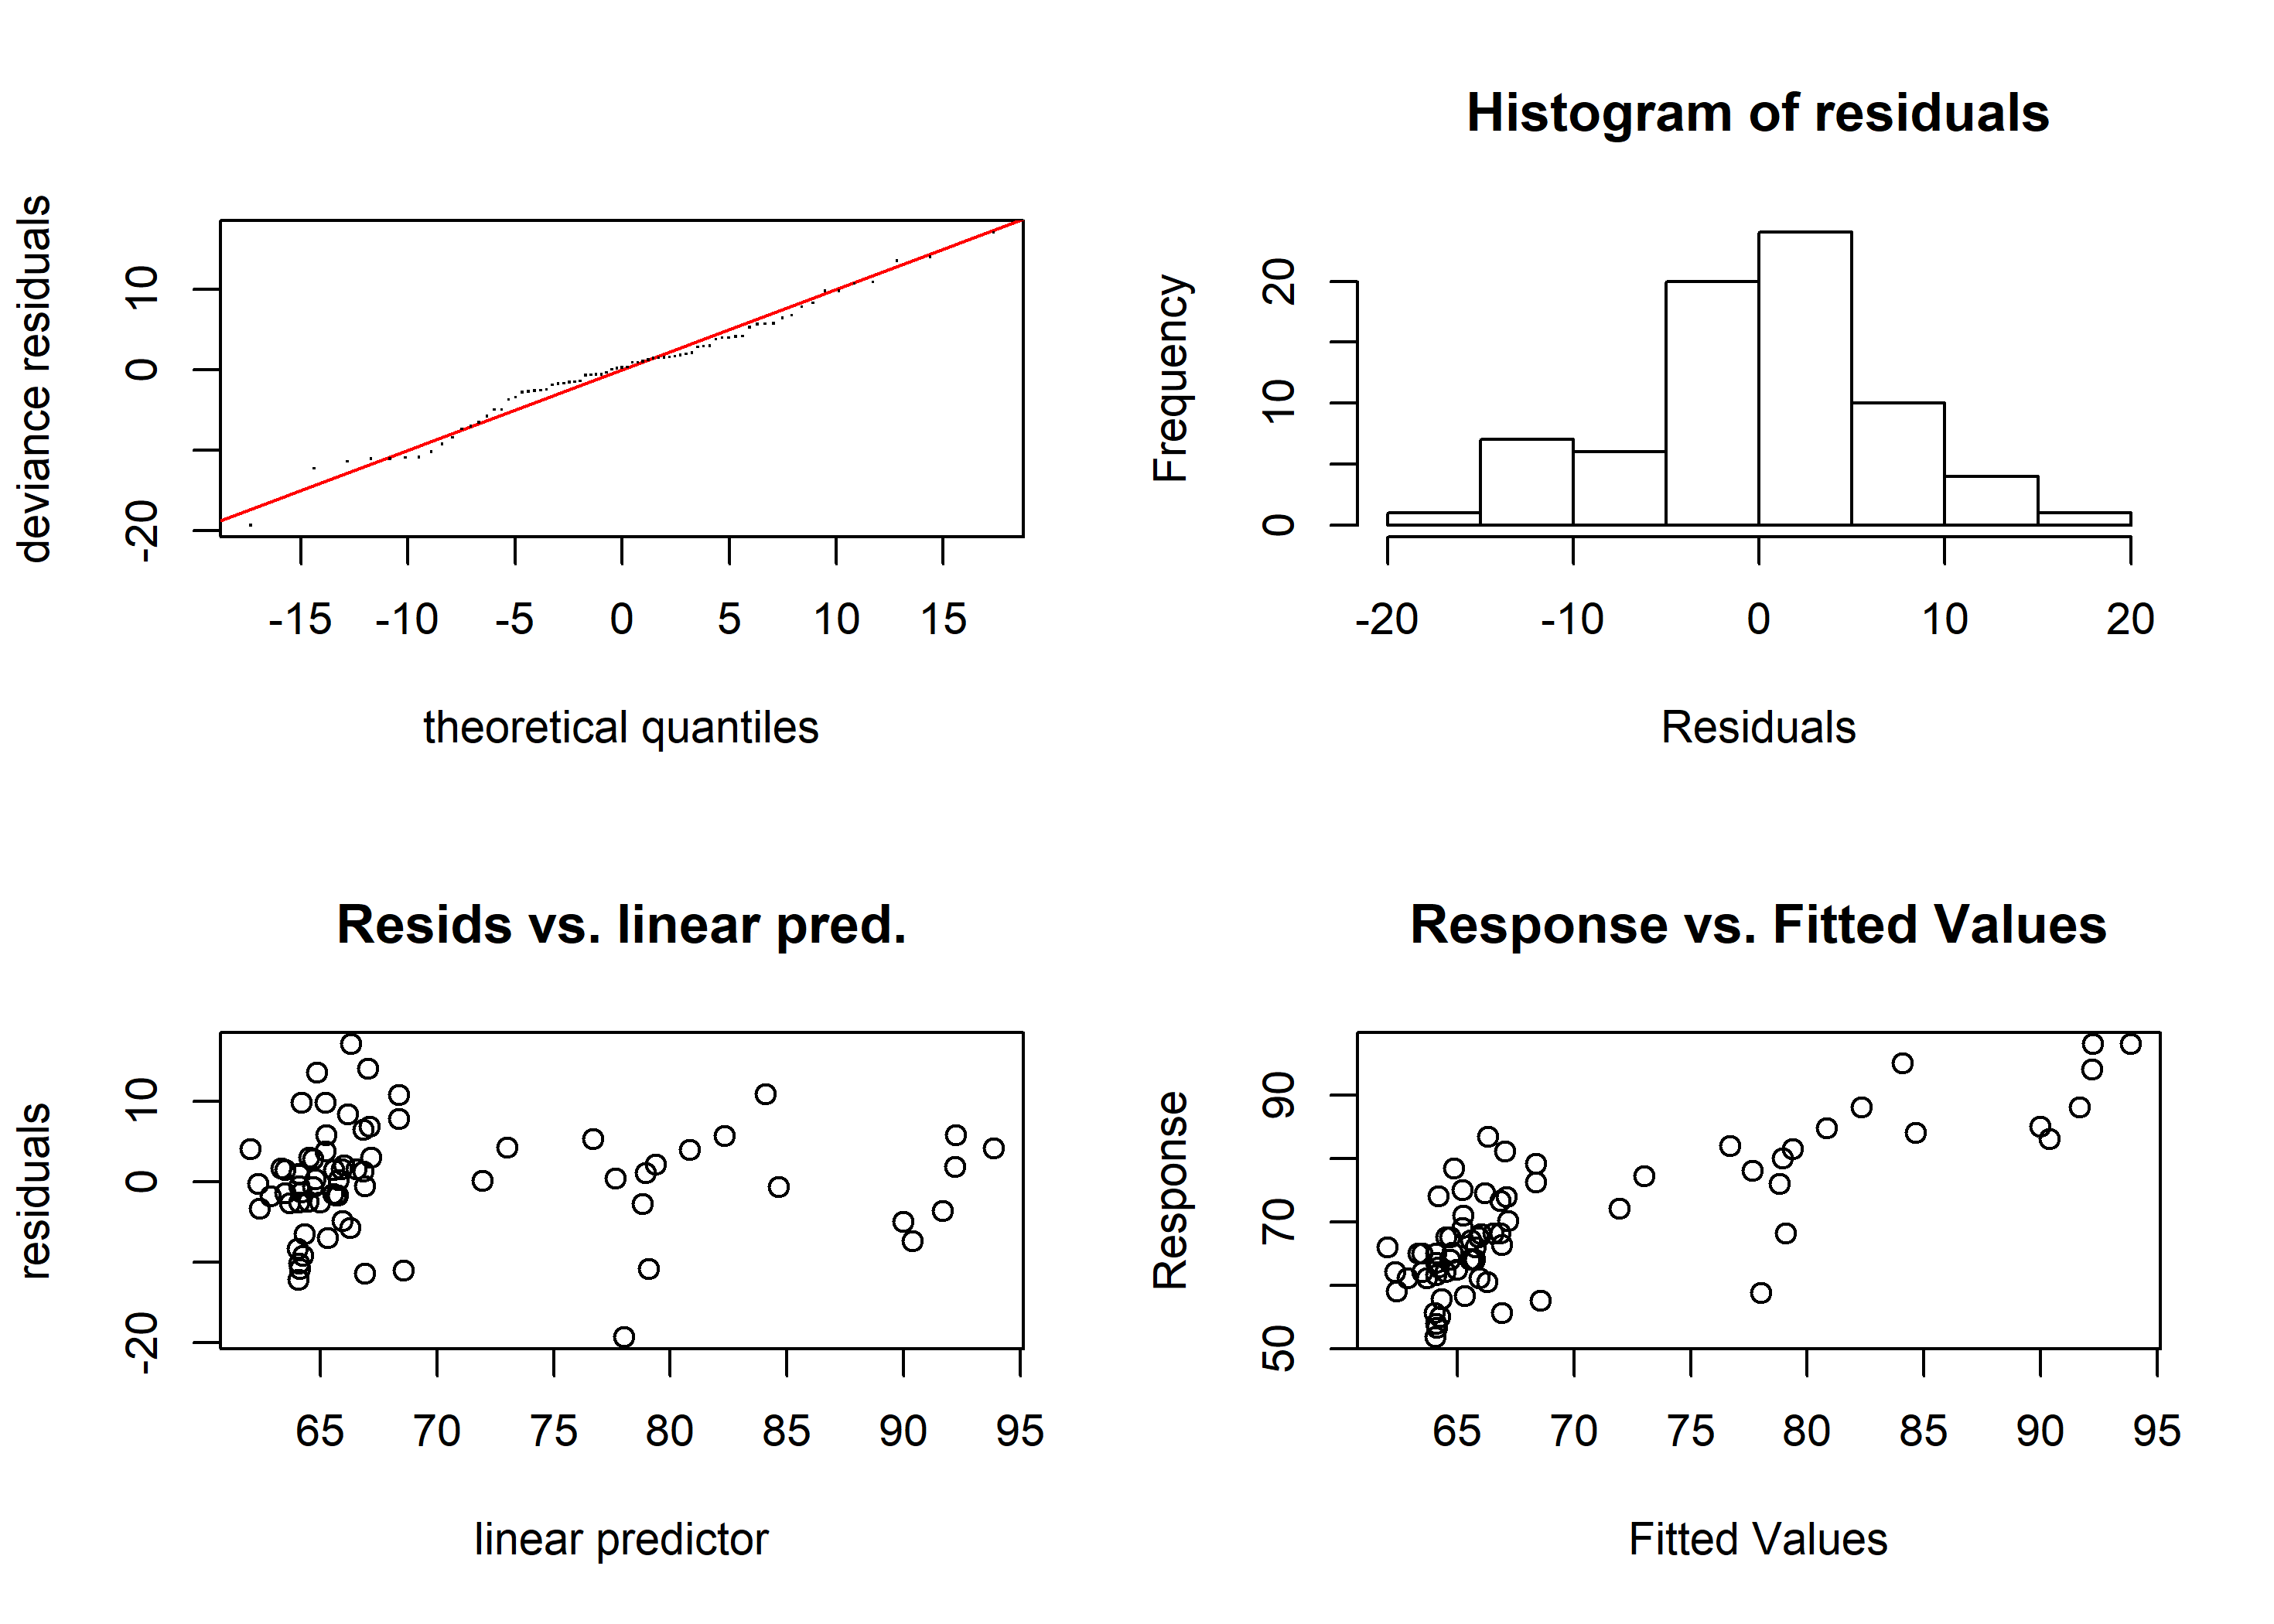 deviance residuals
10
0
-20
-15 -10 -5 0 5 10 15
theoretical quantiles
Histogram of residuals
Frequency
20
10
0
-20 -10 0 10 20
Residuals
Resids vs. linear pred.
residuals
10
0
-20
65 70 75 80 85 90 95
linear predictor
Response vs. Fitted Values
Response
90
70
50
65 70 75 80 85 90 95
Fitted Values